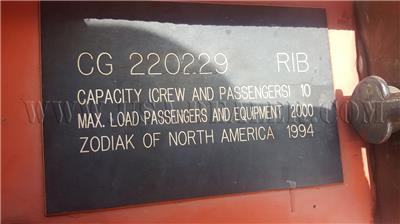 CG 220229 RIB
CAPACITY (CREW AND PASSENGERS) 10
MAX. LOAD PASSENGERS AND EQUIPMENT 2000
ZODIAK OF NORTH AMERICA 1994